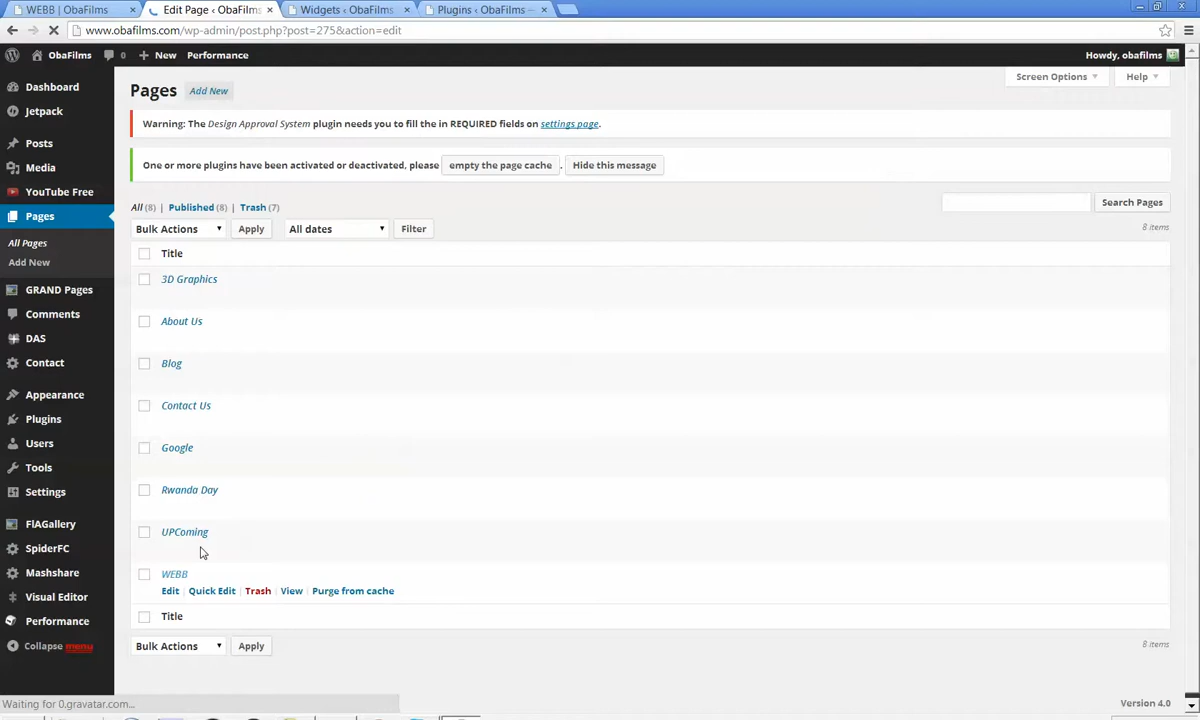 WEBB | ObaFilms × Edit Page ‹ ObaFilms × Widgets ‹ ObaFilms × Plugins ‹ ObaFilms — ×
www.obafilms.com/wp-admin/post.php?post=275&action=edit
ObaFilms 0 + New Performance Howdy, obafilms
Dashboard
Jetpack
Posts
Media
YouTube Free
Pages
All Pages
Add New
GRAND Pages
Comments
DAS
Contact
Appearance
Plugins
Users
Tools
Settings
FlAGallery
SpiderFC
Mashshare
Visual Editor
Performance
Collapse menu
Screen Options Help
Pages Add New
Warning: The Design Approval System plugin needs you to fill the in REQUIRED fields on settings page.
One or more plugins have been activated or deactivated, please empty the page cache . Hide this message
All (8) | Published (8) | Trash (7)
Search Pages
Bulk Actions Apply All dates Filter
8 items
Title
3D Graphics
About Us
Blog
Contact Us
Google
Rwanda Day
UPComing
WEBB
Edit | Quick Edit | Trash | View | Purge from cache
Title
Bulk Actions Apply
8 items
Waiting for 0.gravatar.com...
Version 4.0